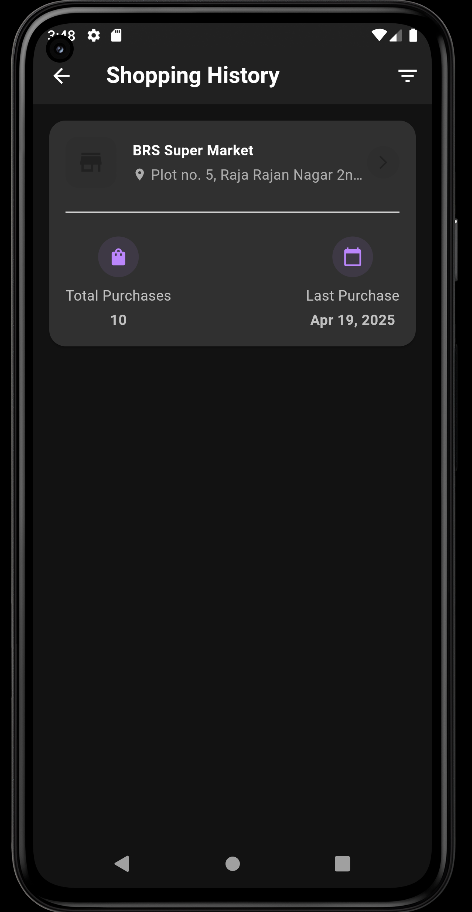 3:48
Shopping History
BRS Super Market
Plot no. 5, Raja Rajan Nagar 2n...
Total Purchases
Last Purchase
10
Apr 19, 2025